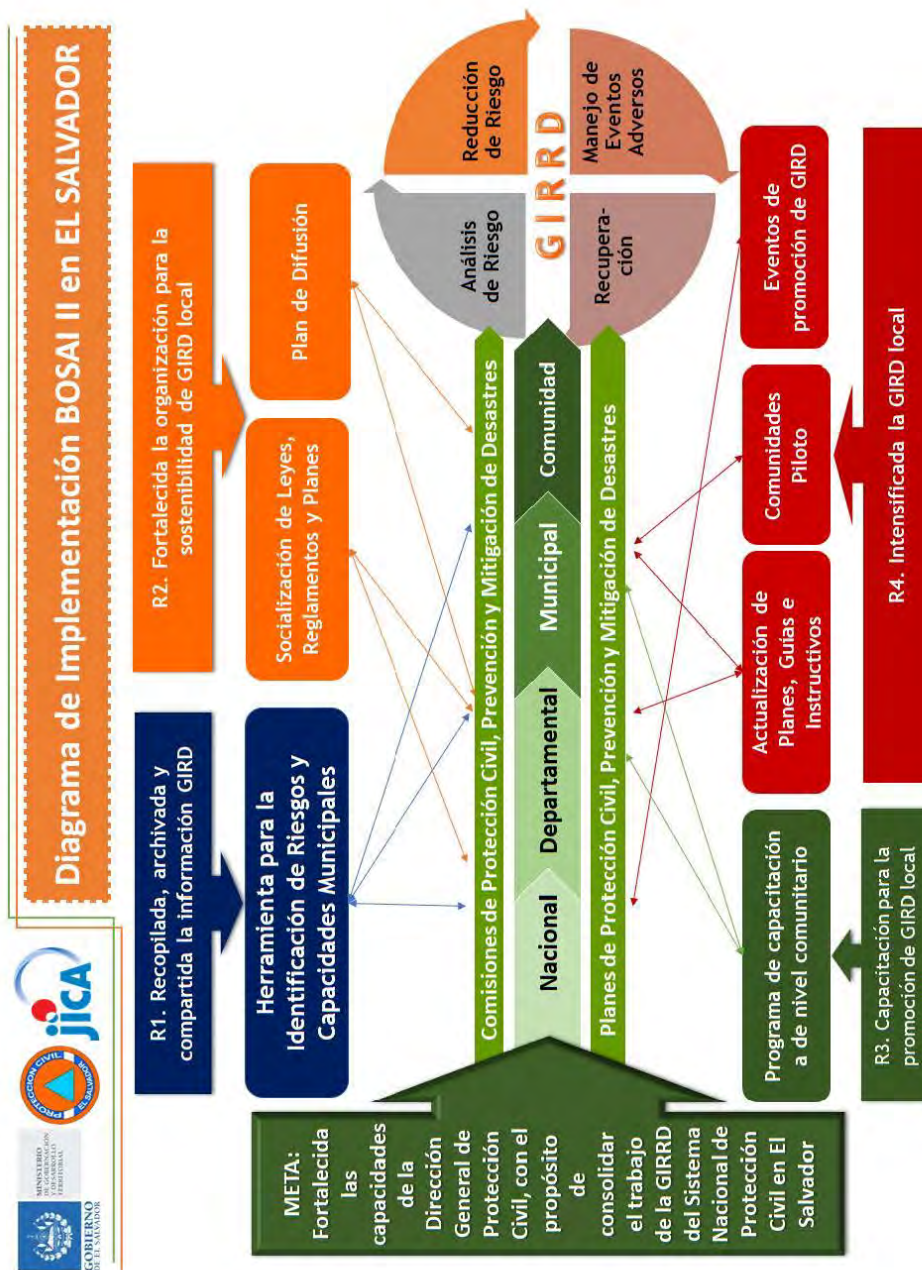 GOBIERNO
DE EL SALVADOR
MINISTERIO
DE GOBERNACIÓN
Y DESARROLLO
TERRITORIAL
PROTECCION CIVIL
EL SALVADOR
jica
Diagrama de Implementación BOSAI II en EL SALVADOR
R1. Recopilada, archivada y
compartida la información GIRD
R2. Fortalecida la organización para la
sostenibilidad de GIRD local
Herramienta para la
Identificación de Riesgos y
Capacidades Municipales
Socialización de Leyes,
Reglamentos y Planes
Plan de Difusión
META:
Fortalecida
las
capacidades
de la
Dirección
General de
Protección
Civil, con el
propósito
de
consolidar
el trabajo
de la GIRRD
del Sistema
Nacional de
Protección
Civil en El
Salvador
Comisiones de Protección Civil, Prevención y Mitigación de Desastres
Nacional
Departamental
Municipal
Comunidad
Planes de Protección Civil, Prevención y Mitigación de Desastres
Análisis
de Riesgo
Reducción
de Riesgo
GIRRD
Recupera-
ción
Manejo de
Eventos
Adversos
Programa de capacitación
a de nivel comunitario
Actualización de
Planes, Guías e
Instructivos
Comunidades
Piloto
Eventos de
promoción de GIRD
R3. Capacitación para la
promoción de GIRD local
R4. Intensificada la GIRD local